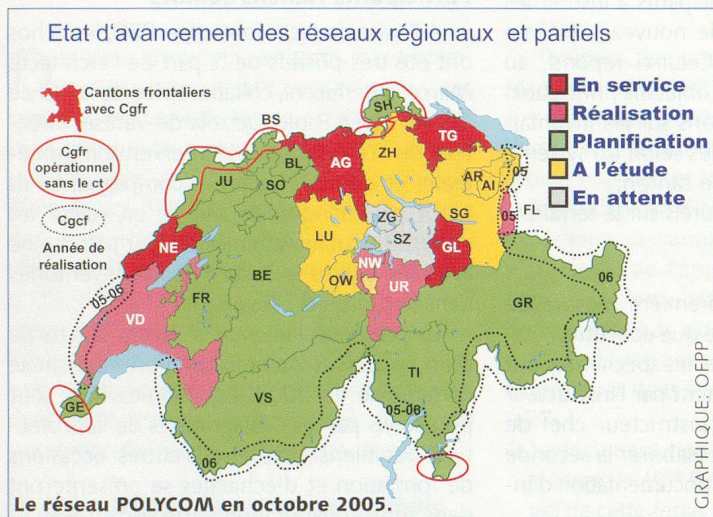 Etat d'avancement des réseaux régionaux et partiels
Cantons frontaliers
avec Cgfr
Cgfr
opérationnel
sans le ct
Cgcf
Année de
réalisation
En service
Réalisation
Planification
A l'étude
En attente
BS
SH
TG
AG
ZH
BL
JU
SO
AR
AI
05
NE
LU
ZG
SZ
SG
FL
05
05-06
BE
NW
GL
OW
UR
VD
FR
GR
06
GE
VS
TI
05-06
06
GRAPHIQUE OFPP
Le réseau POLYCOM en octobre 2005.